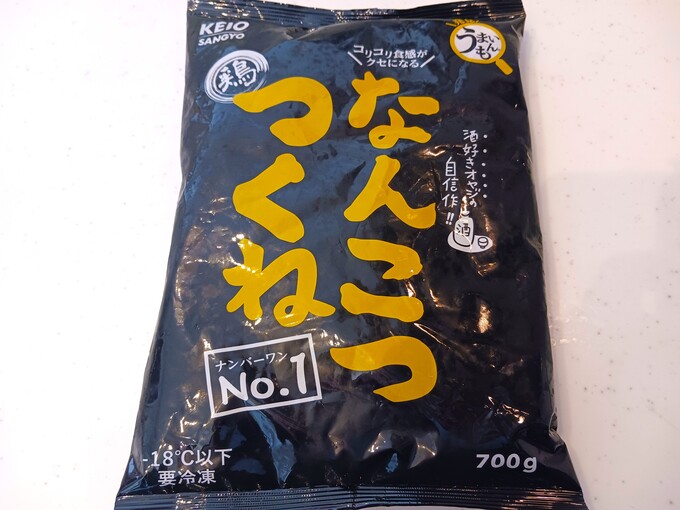 KEIO
SANGYO
鶏
コリコリ食感が
クセになる
うまいもん
なんこつ
つくね
酒好きオヤジの
自信作!!
酒
ナンバーワン
No.1
-18℃以下
要冷凍
700g